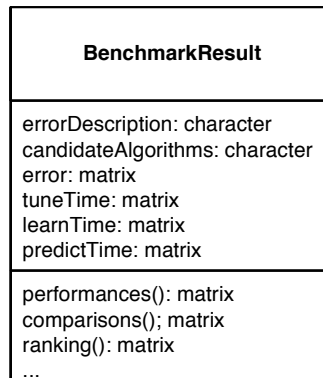 BenchmarkResult
errorDescription: character
candidateAlgorithms: character
error: matrix
tuneTime: matrix
learnTime: matrix
predictTime: matrix
performances(): matrix
comparisons(); matrix
ranking(): matrix
...